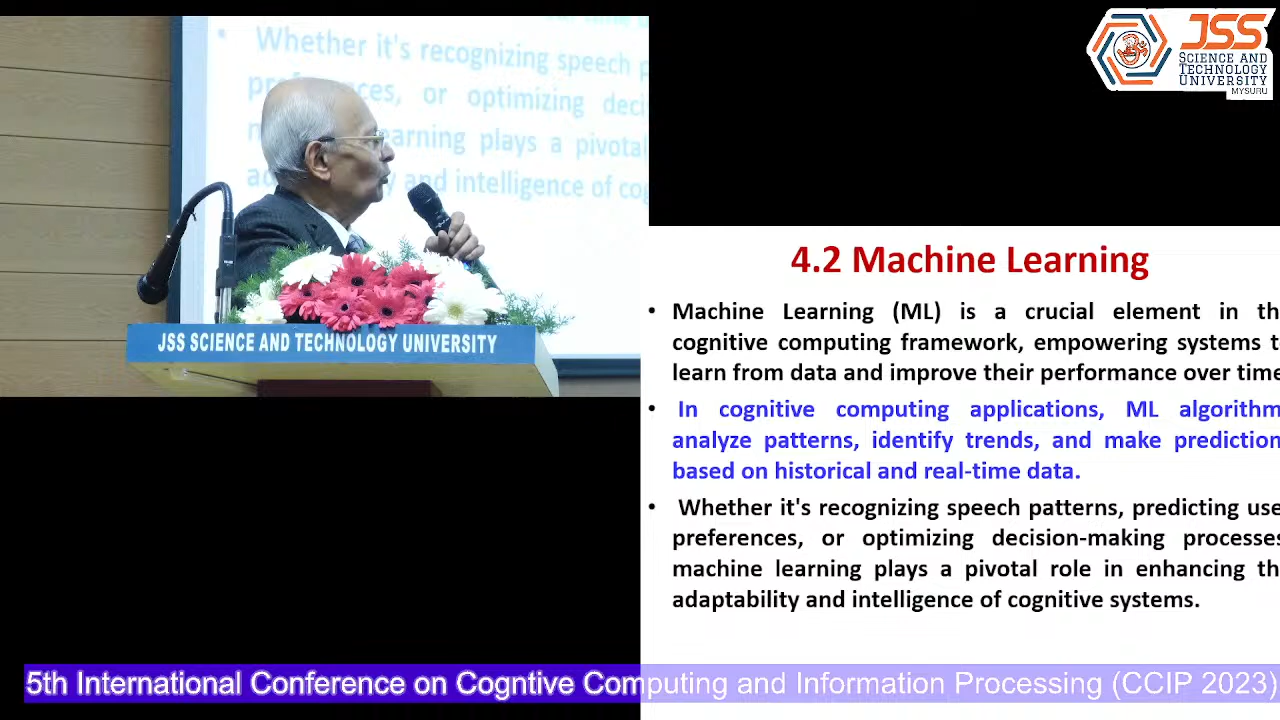 Whether it's recognizing speech
or optimizing
learning plays a pivotal
and intelligence of
JSS SCIENCE AND TECHNOLOGY UNIVERSITY
JSS
SCIENCE AND
TECHNOLOGY
UNIVERSITY
MYSURU
4.2 Machine Learning
• Machine Learning (ML) is a crucial element in th
cognitive computing framework, empowering systems t
learn from data and improve their performance over time
• In cognitive computing applications, ML algorithm
analyze patterns, identify trends, and make prediction
based on historical and real-time data.
• Whether it's recognizing speech patterns, predicting use
preferences, or optimizing decision-making processes
machine learning plays a pivotal role in enhancing th
adaptability and intelligence of cognitive systems.
5th International Conference on Cogntive Computing and Information Processing (CCIP 2023)